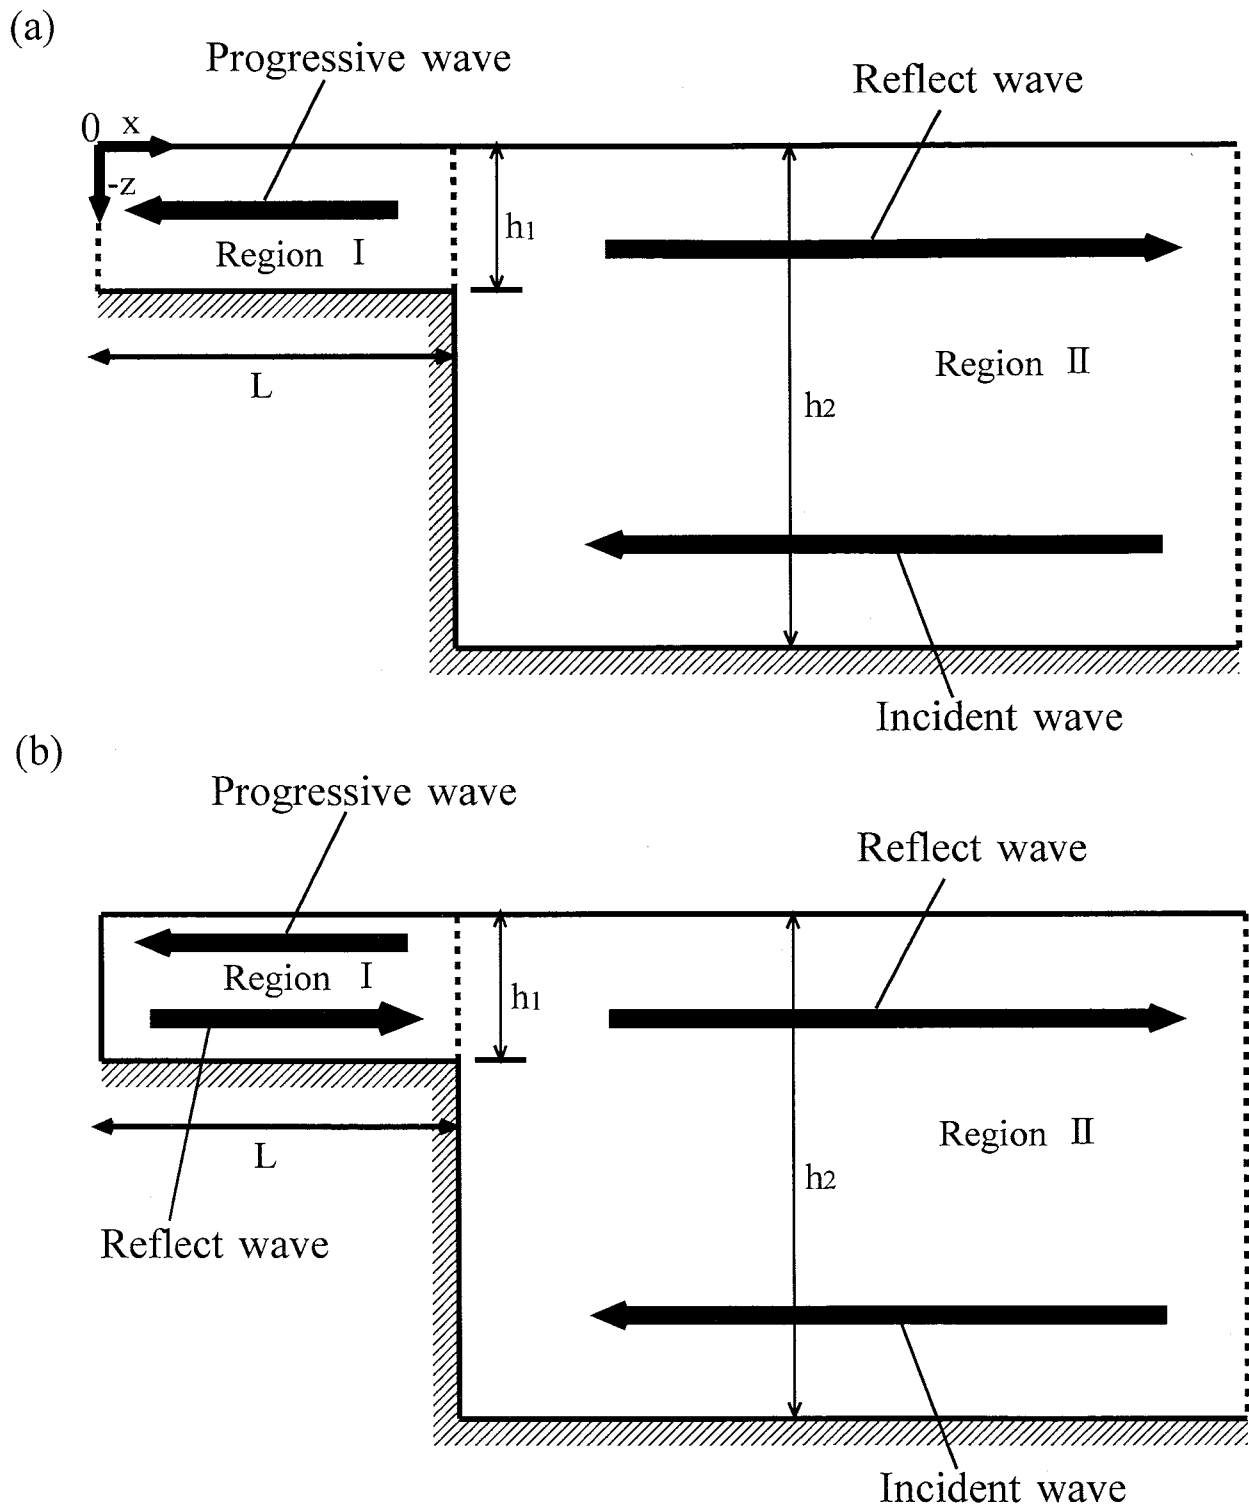 (a)
Progressive wave
Reflect wave
0 x
-z
h1
Region I
Region II
L
h2
Incident wave
(b)
Progressive wave
Reflect wave
Region I
h1
Region II
L
h2
Reflect wave
Incident wave